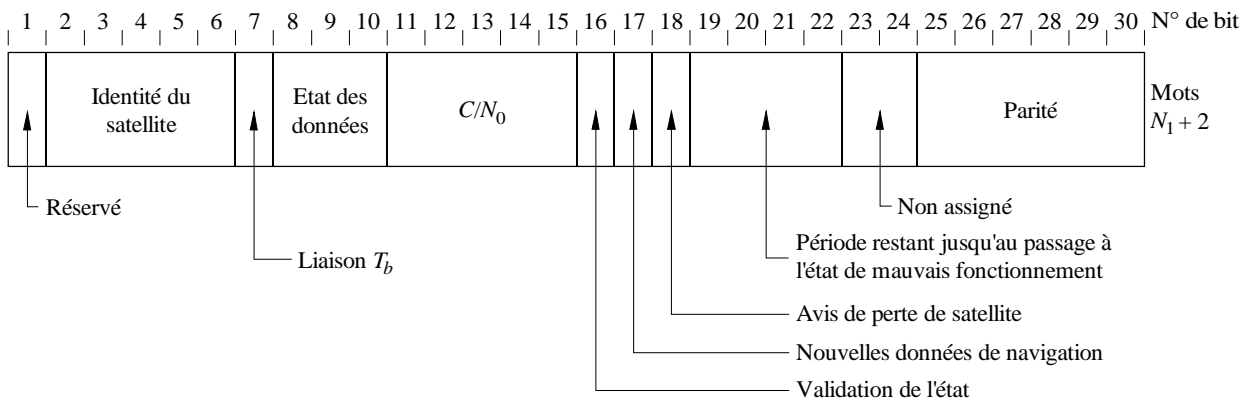 1 2 3 4 5 6 7 8 9 10 11 12 13 14 15 16 17 18 19 20 21 22 23 24 25 26 27 28 29 30 N° de bit
Identité du
satellite
Etat des
données
C/N0
Parité
Mots
N1 + 2
Réservé
Non assigné
Liaison Tb
Période restant jusqu'au passage à
l'état de mauvais fonctionnement
Avis de perte de satellite
Nouvelles données de navigation
Validation de l'état